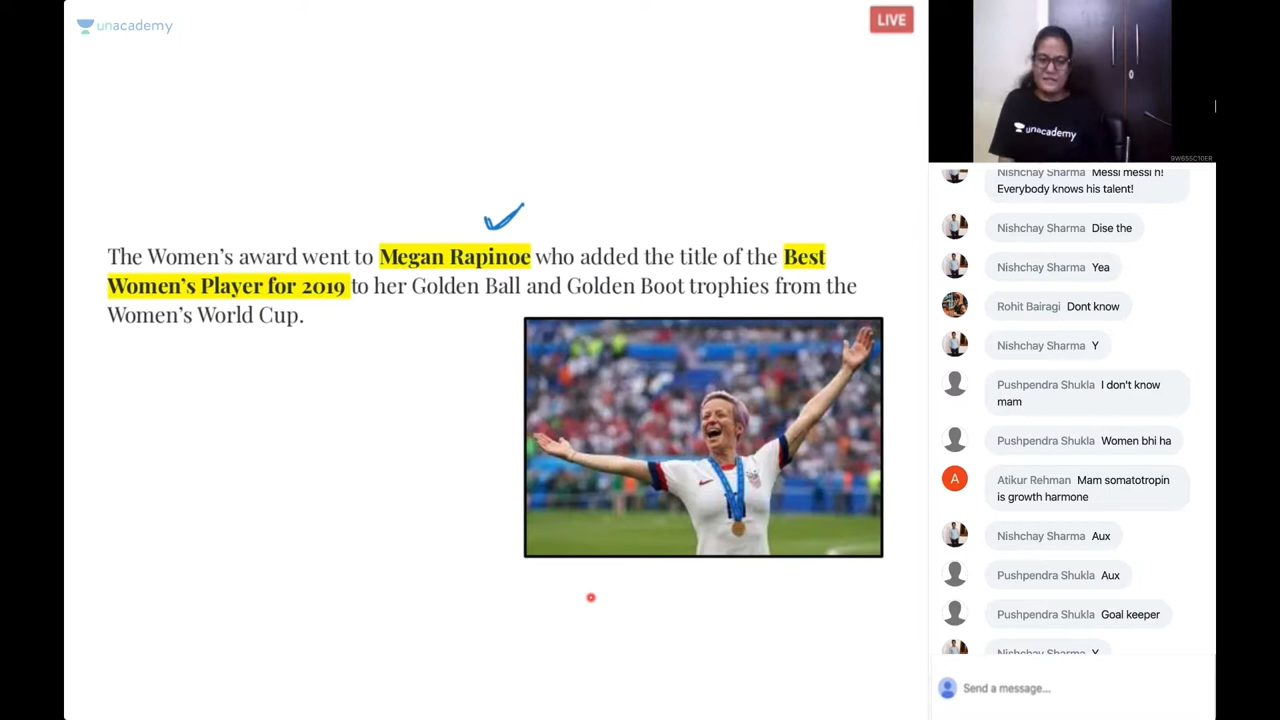 unacademy
LIVE
The Women's award went to Megan Rapinoe who added the title of the Best
Women's Player for 2019 to her Golden Ball and Golden Boot trophies from the
Women's World Cup.
unacademy
9W655C10ER
Nishchay Sharma Messi messi h!
Everybody knows his talent!
Nishchay Sharma Dise the
Nishchay Sharma Yea
Rohit Bairagi Dont know
Nishchay Sharma Y
Pushpendra Shukla I don't know
mam
Pushpendra Shukla Women bhi ha
A
Atikur Rehman Mam somatotropin
is growth harmone
Nishchay Sharma Aux
Pushpendra Shukla Aux
Pushpendra Shukla Goal keeper
Nishchay Sharma Y
Send a message...